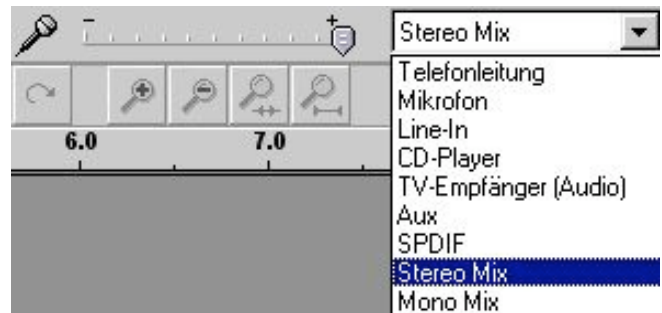 Stereo Mix
Telefonleitung
Mikrofon
Line-In
CD-Player
TV-Empfänger (Audio)
Aux
SPDIF
Stereo Mix
Mono Mix
- +
6.0 7.0